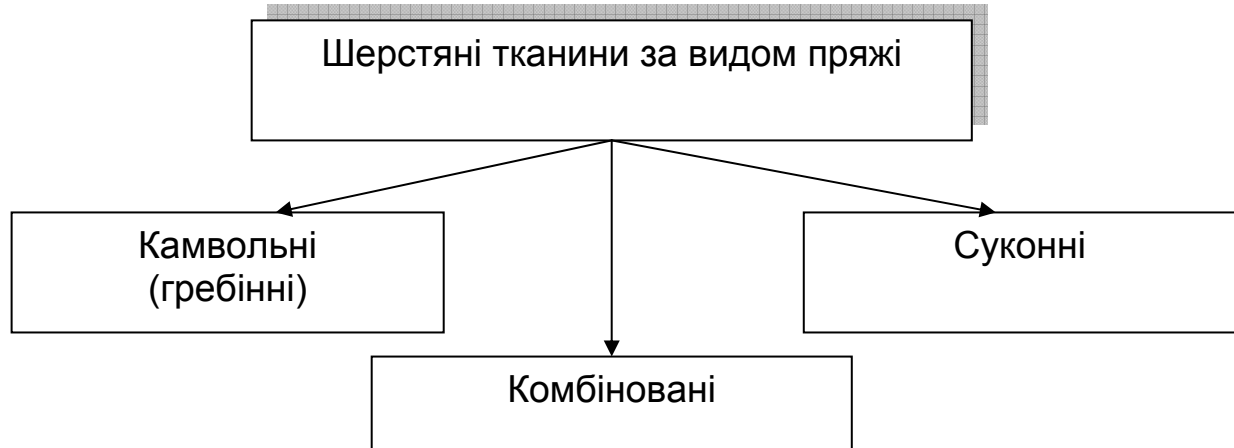 Шерстяні тканини за видом пряжі
Камвольні
(гребінні)
Суконні
Комбіновані